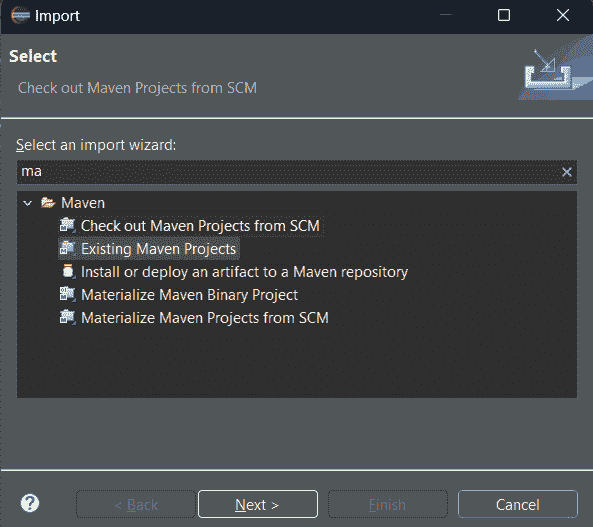 Import
Select
Check out Maven Projects from SCM
Select an import wizard:
ma
Maven
Check out Maven Projects from SCM
Existing Maven Projects
Install or deploy an artifact to a Maven repository
Materialize Maven Binary Project
Materialize Maven Projects from SCM
? < Back Next > Finish Cancel